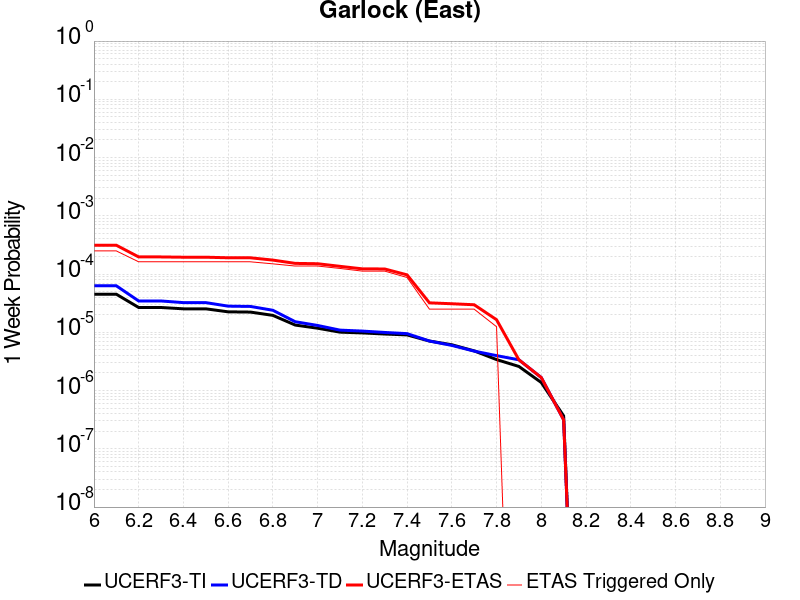 Garlock (East)
10^0
10^-1
10^-2
10^-3
10^-4
10^-5
10^-6
10^-7
10^-8
1 Week Probability
6 6.2 6.4 6.6 6.8 7 7.2 7.4 7.6 7.8 8 8.2 8.4 8.6 8.8 9
Magnitude
UCERF3-TI UCERF3-TD UCERF3-ETAS ETAS Triggered Only